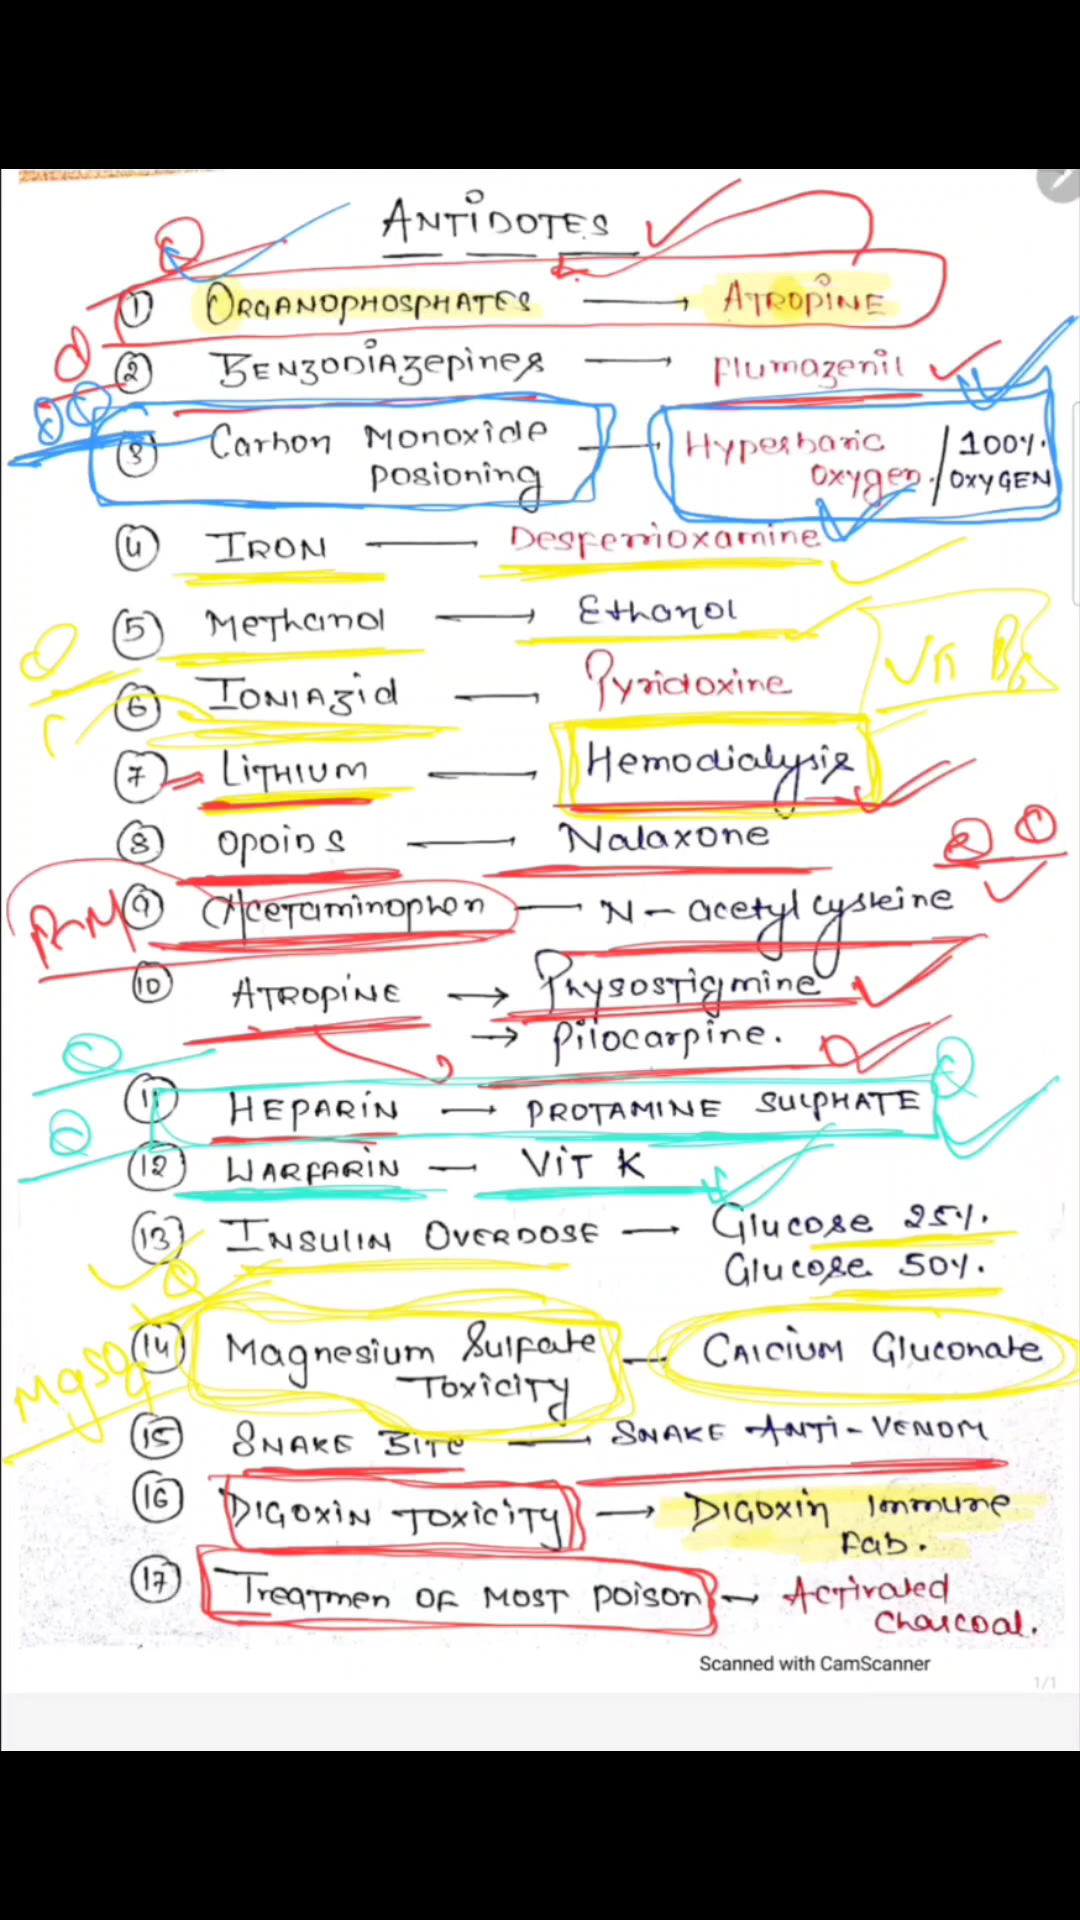 ANTIDOTES
① ORGANOPHOSPHATES → ATROPINE
② BENZODIAZEPINES → Flumazenil
③ Carbon Monoxide posioning → Hyperbaric oxygen. / 100% OXYGEN
④ IRON — Desferrioxamine
⑤ Methanol → Ethanol
⑥ IONIAZID → Pyridoxine
Vit B6
⑦ LITHIUM — Hemodialysis
⑧ OPOIDS → Nalaxone
PCM
⑨ Acetaminophen — N-acetylcysteine
⑩ ATROPINE → Physostigmine
→ Pilocarpine.
⑪ HEPARIN — PROTAMINE SULPHATE
⑫ WARFARIN — VIT K
⑬ INSULIN OVERDOSE — Glucose 25%.
Glucose 50%.
MgSO4
⑭ Magnesium Sulfate TOXICITY — CALCIUM Gluconate
⑮ SNAKE BITE — SNAKE ANTI-VENOM
⑯ DIGOXIN TOXICITY → DIGOXIN Immune Fab.
⑰ Treatmen OF MOST POISON → Activated Charcoal.
Scanned with CamScanner
1/1